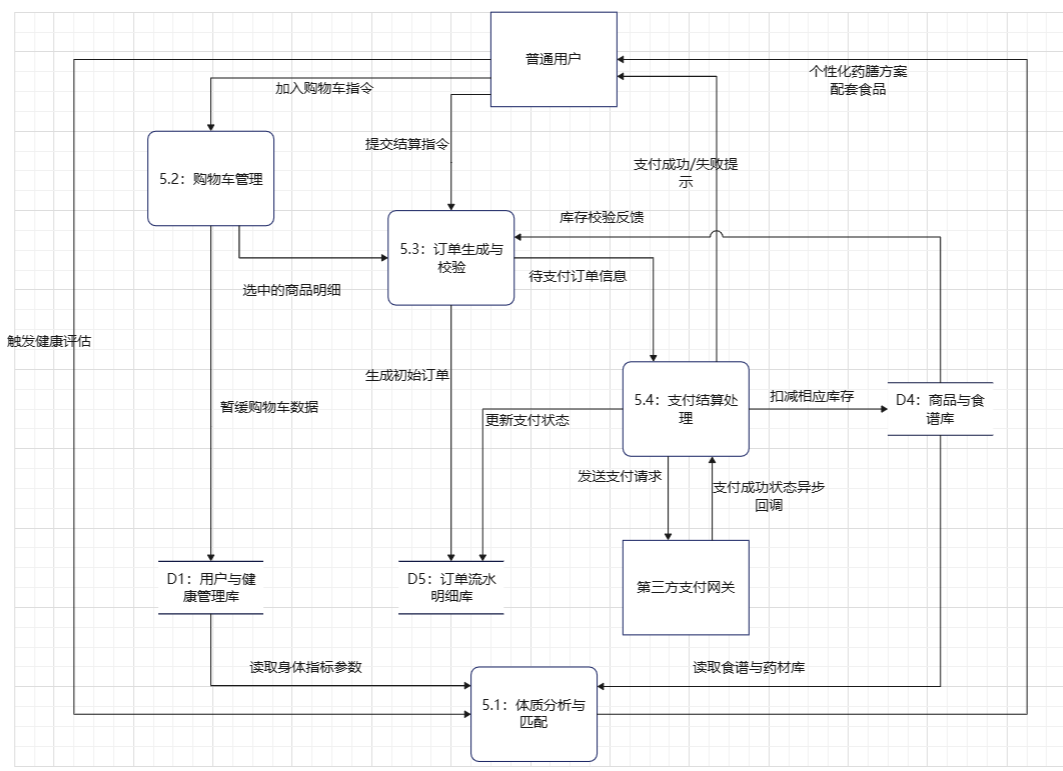 普通用户
个性化药膳方案
配套食品
加入购物车指令
提交结算指令
支付成功/失败提
示
5.2：购物车管理
库存校验反馈
5.3：订单生成与
校验
待支付订单信息
选中的商品明细
触发健康评估
生成初始订单
暂缓购物车数据
更新支付状态
5.4：支付结算处
理
扣减相应库存
D4：商品与食
谱库
发送支付请求
支付成功状态异步
回调
D1：用户与健
康管理库
D5：订单流水
明细库
第三方支付网关
读取身体指标参数
读取食谱与药材库
5.1：体质分析与
匹配